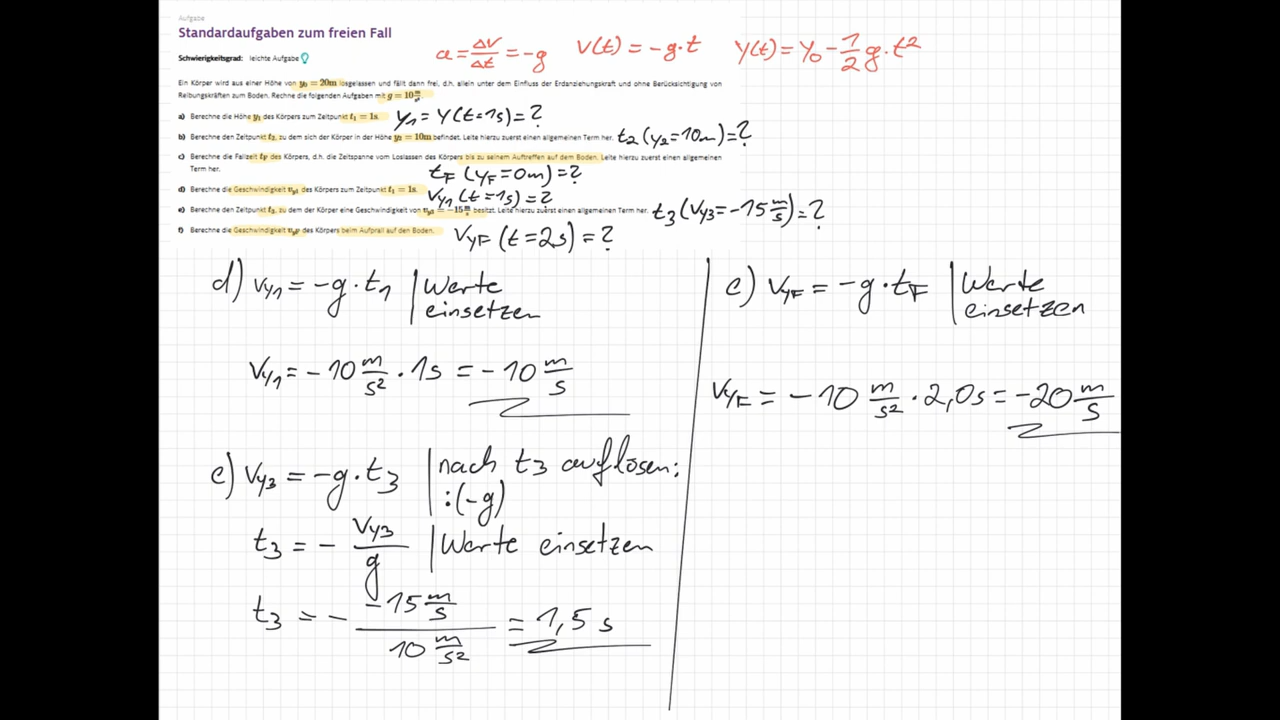 Aufgabe
Standardaufgaben zum freien Fall
Schwierigkeitsgrad: leichte Aufgabe
a = Δv/Δt = -g v(t) = -g·t y(t) = y₀ - 1/2 g·t²
Ein Körper wird aus einer Höhe von y₀ = 20m losgelassen und fällt dann frei, d.h. allein unter dem Einfluss der Erdanziehungskraft und ohne Berücksichtigung von
Reibungskräften zum Boden. Rechne die folgenden Aufgaben mit g = 10 m/s².
a) Berechne die Höhe y₁ des Körpers zum Zeitpunkt t₁ = 1s. y₁ = y(t=1s) = ?
b) Berechne den Zeitpunkt t₂, zu dem sich der Körper in der Höhe y₂ = 10m befindet. Leite hierzu zuerst einen allgemeinen Term her. t₂(y₂=10m) = ?
c) Berechne die Fallzeit t_F des Körpers, d.h. die Zeitspanne vom Loslassen des Körpers bis zu seinem Auftreffen auf dem Boden. Leite hierzu zuerst einen allgemeinen
Term her. t_F (y_F=0m) = ?
d) Berechne die Geschwindigkeit v_y1 des Körpers zum Zeitpunkt t₁ = 1s. v_y1 (t=1s) = ?
e) Berechne den Zeitpunkt t₃, zu dem der Körper eine Geschwindigkeit von v_y3 = -15 m/s besitzt. Leite hierzu zuerst einen allgemeinen Term her. t₃(v_y3=-15 m/s) = ?
f) Berechne die Geschwindigkeit v_yF des Körpers beim Aufprall auf den Boden. v_yF (t=2s) = ?
d) v_y1 = -g·t₁ | Werte
einsetzen
v_y1 = -10 m/s² · 1s = -10 m/s
e) v_y3 = -g·t₃ | nach t₃ auflösen:
:(-g)
t₃ = - v_y3/g | Werte einsetzen
t₃ = - (-15 m/s)/(10 m/s²) = 1,5 s
e) v_yF = -g·t_F | Werte
einsetzen
v_yF = -10 m/s² · 2,0s = -20 m/s